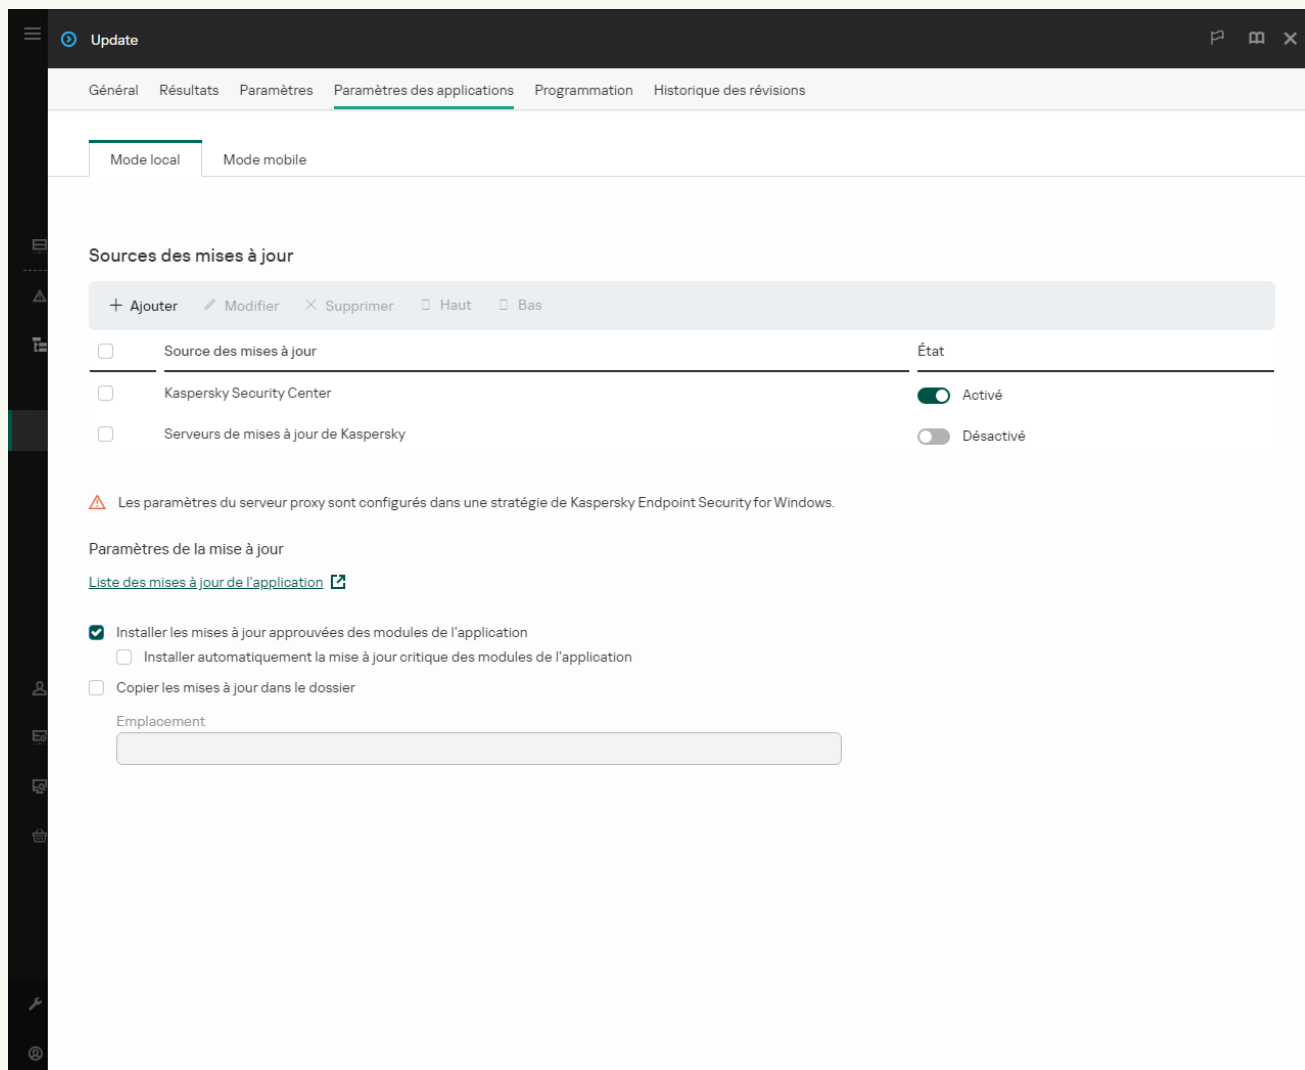 Update
Général Résultats Paramètres Paramètres des applications Programmation Historique des révisions
Mode local Mode mobile
Sources des mises à jour
Ajouter Modifier Supprimer Haut Bas
Source des mises à jour État
Kaspersky Security Center Activé
Serveurs de mises à jour de Kaspersky Désactivé
Les paramètres du serveur proxy sont configurés dans une stratégie de Kaspersky Endpoint Security for Windows.
Paramètres de la mise à jour
Liste des mises à jour de l'application
Installer les mises à jour approuvées des modules de l'application
Installer automatiquement la mise à jour critique des modules de l'application
Copier les mises à jour dans le dossier
Emplacement